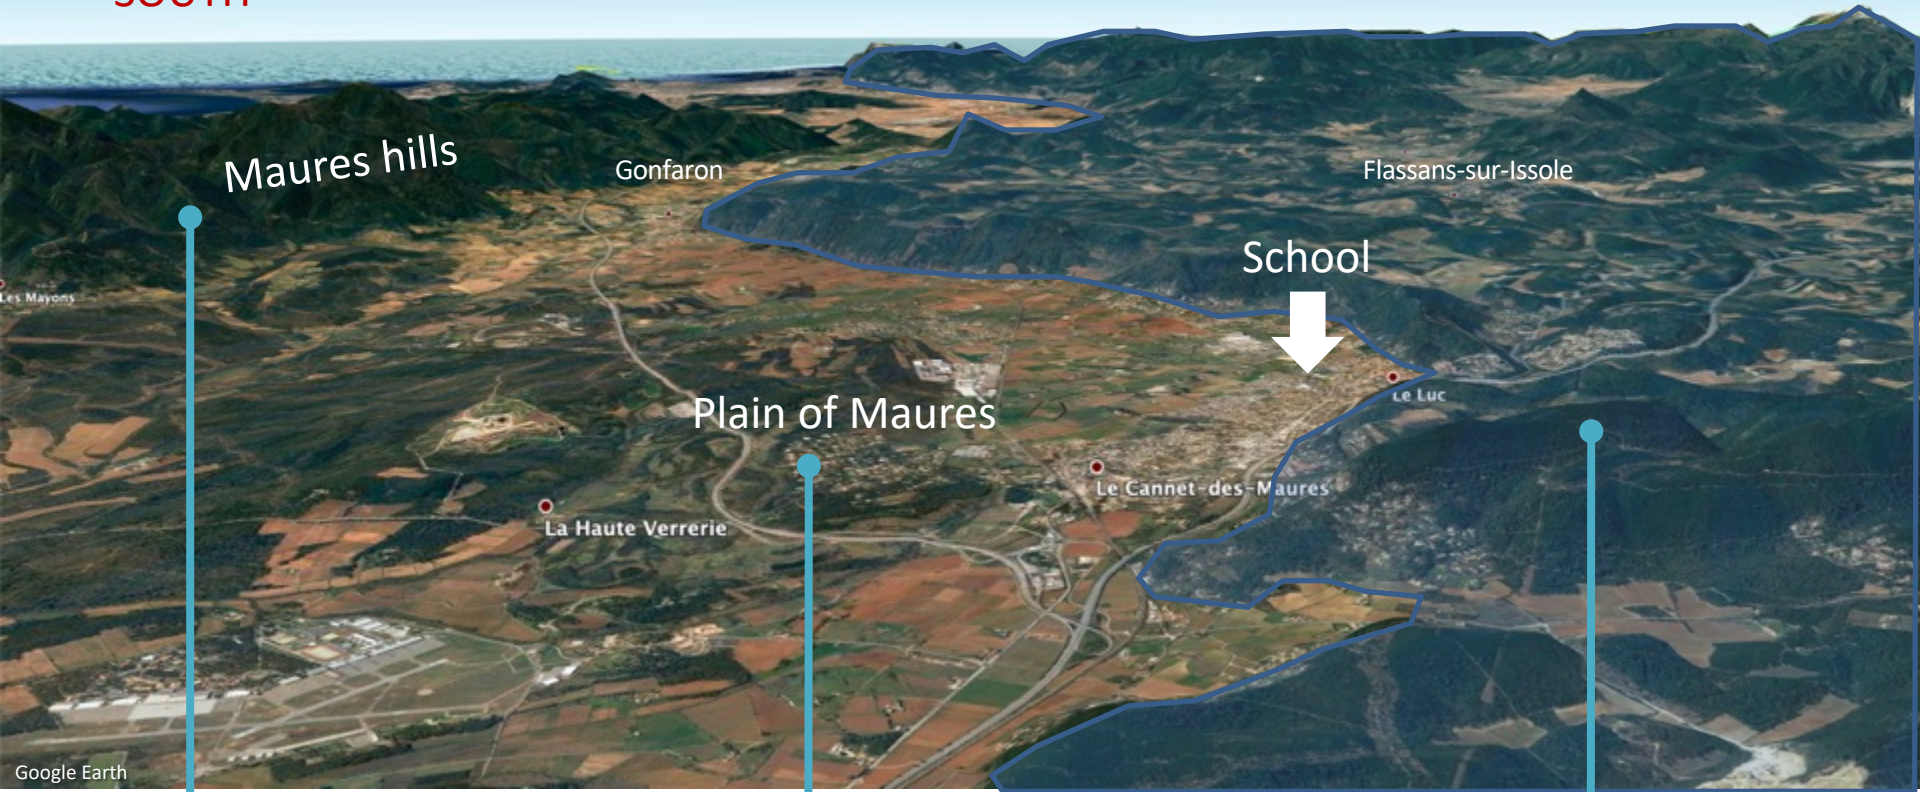 SOUTH
Maures hills
Gonfaron
Flassans-sur-Issole
School
Les Mayons
Plain of Maures
Le Luc
Le Cannet-des-Maures
La Haute Verrerie
Google Earth